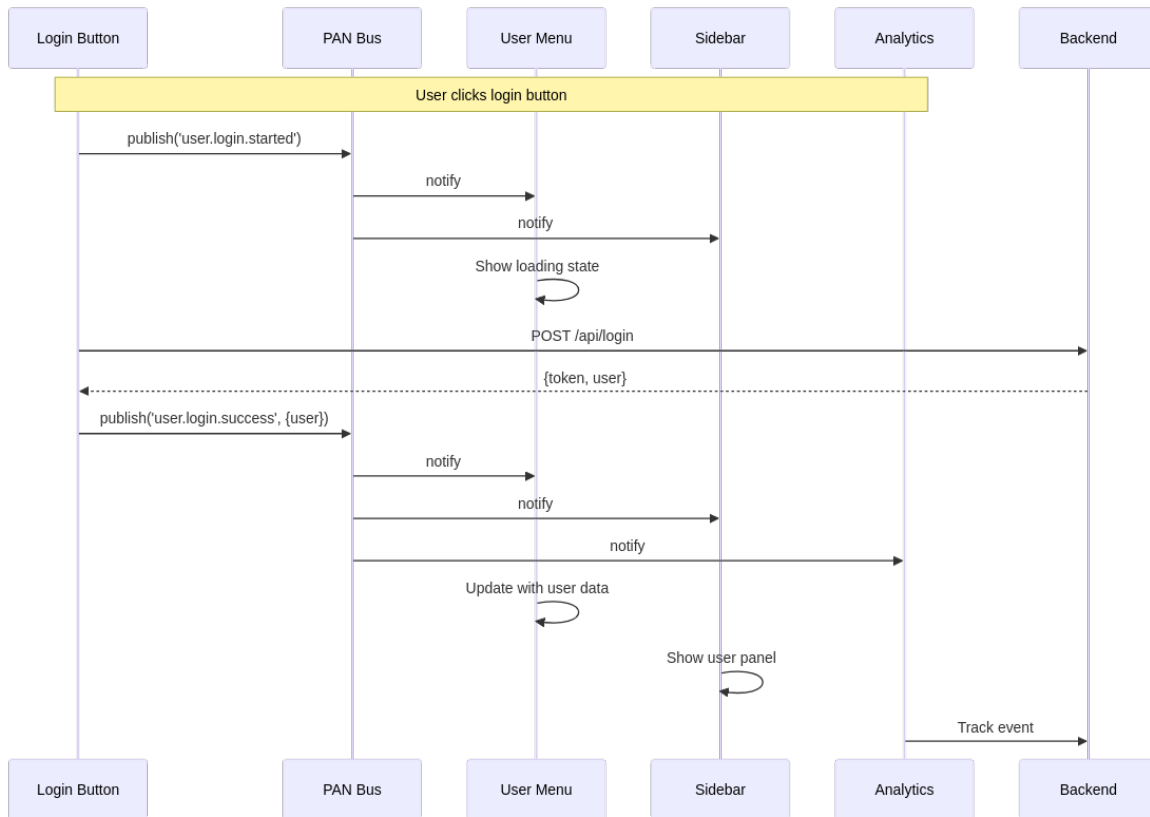 Login Button
PAN Bus
User Menu
Sidebar
Analytics
Backend
User clicks login button
publish('user.login.started')
notify
notify
Show loading state
POST /api/login
{token, user}
publish('user.login.success', {user})
notify
notify
notify
Update with user data
Show user panel
Track event
Login Button
PAN Bus
User Menu
Sidebar
Analytics
Backend